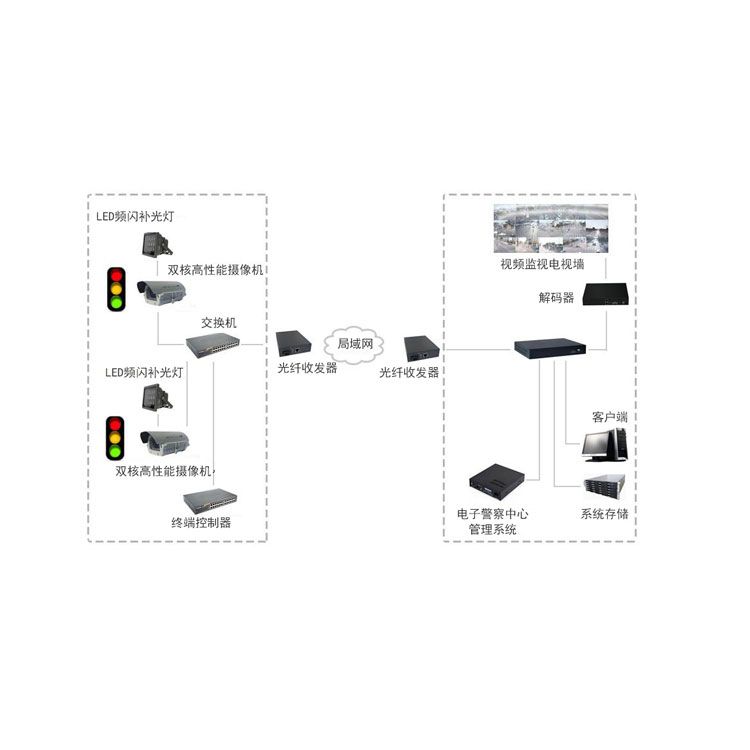 LED频闪补光灯
双核高性能摄像机
交换机
LED频闪补光灯
双核高性能摄像机
终端控制器
光纤收发器
局域网
光纤收发器
视频监视电视墙
解码器
客户端
系统存储
电子警察中心
管理系统